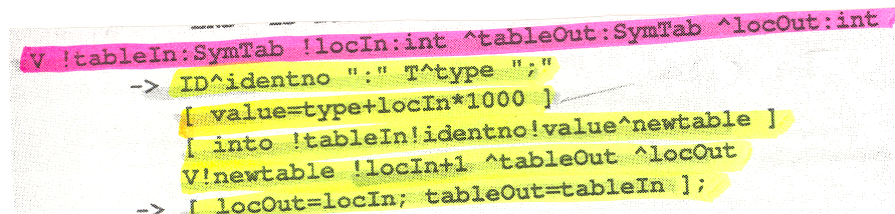 V !tableIn:SymTab !locIn:int ^tableOut:SymTab ^locOut:int
-> ID^identno ":" T^type ";"
[ value=type+locIn*1000 ]
[ into !tableIn!identno!value^newtable ]
V!newtable !locIn+1 ^tableOut ^locOut
-> [ locOut=locIn; tableOut=tableIn ];